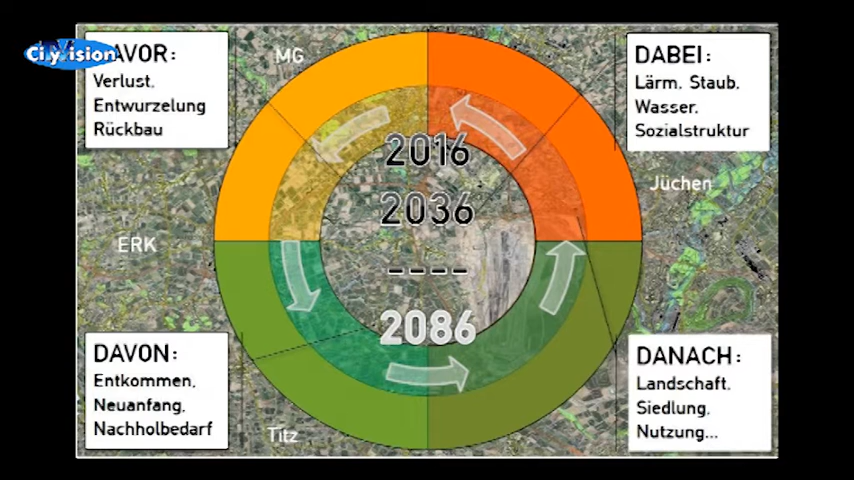 Cityvision
DAVOR:
Verlust,
Entwurzelung
Rückbau
MG
DABEI:
Lärm, Staub,
Wasser,
Sozialstruktur
2016
Jüchen
2036
ERK
----
2086
DAVON:
Entkommen,
Neuanfang,
Nachholbedarf
DANACH:
Landschaft,
Siedlung,
Nutzung...
Titz